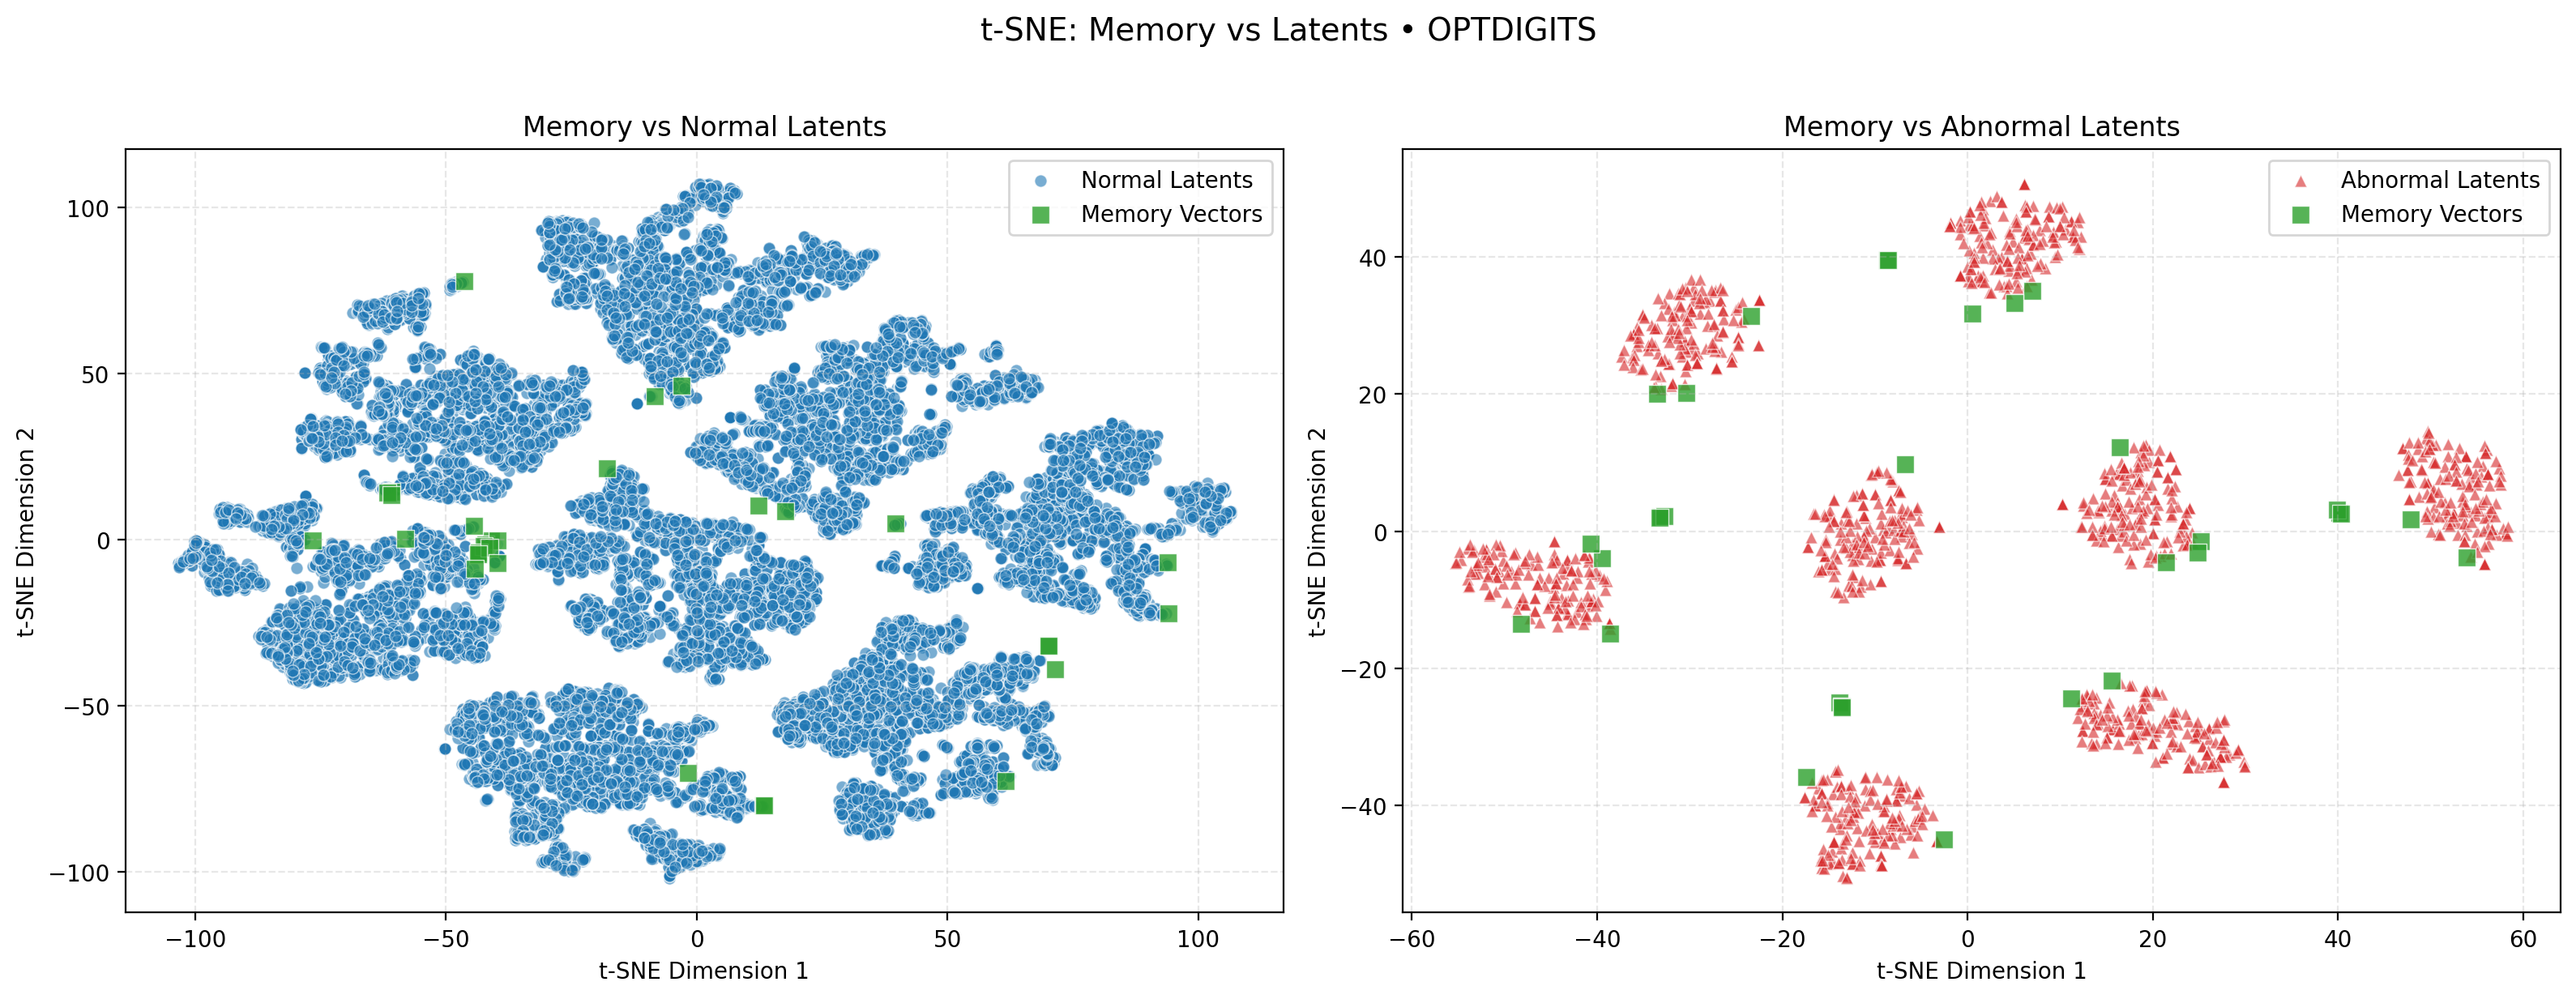 t-SNE: Memory vs Latents • OPTDIGITS
Memory vs Normal Latents
Normal Latents
Memory Vectors
100
50
0
−50
−100
t-SNE Dimension 2
−100
−50
0
50
100
t-SNE Dimension 1
Memory vs Abnormal Latents
Abnormal Latents
Memory Vectors
40
20
0
−20
−40
t-SNE Dimension 2
−60
−40
−20
0
20
40
60
t-SNE Dimension 1